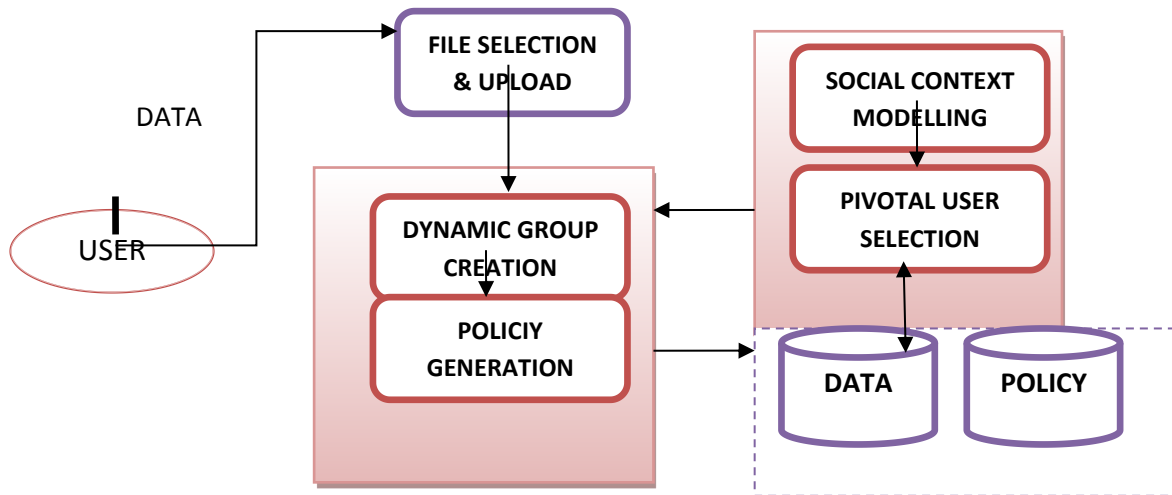 FILE SELECTION
& UPLOAD
SOCIAL CONTEXT
MODELLING
DATA
PIVOTAL USER
SELECTION
USER
DYNAMIC GROUP
CREATION
POLICIY
GENERATION
DATA
POLICY